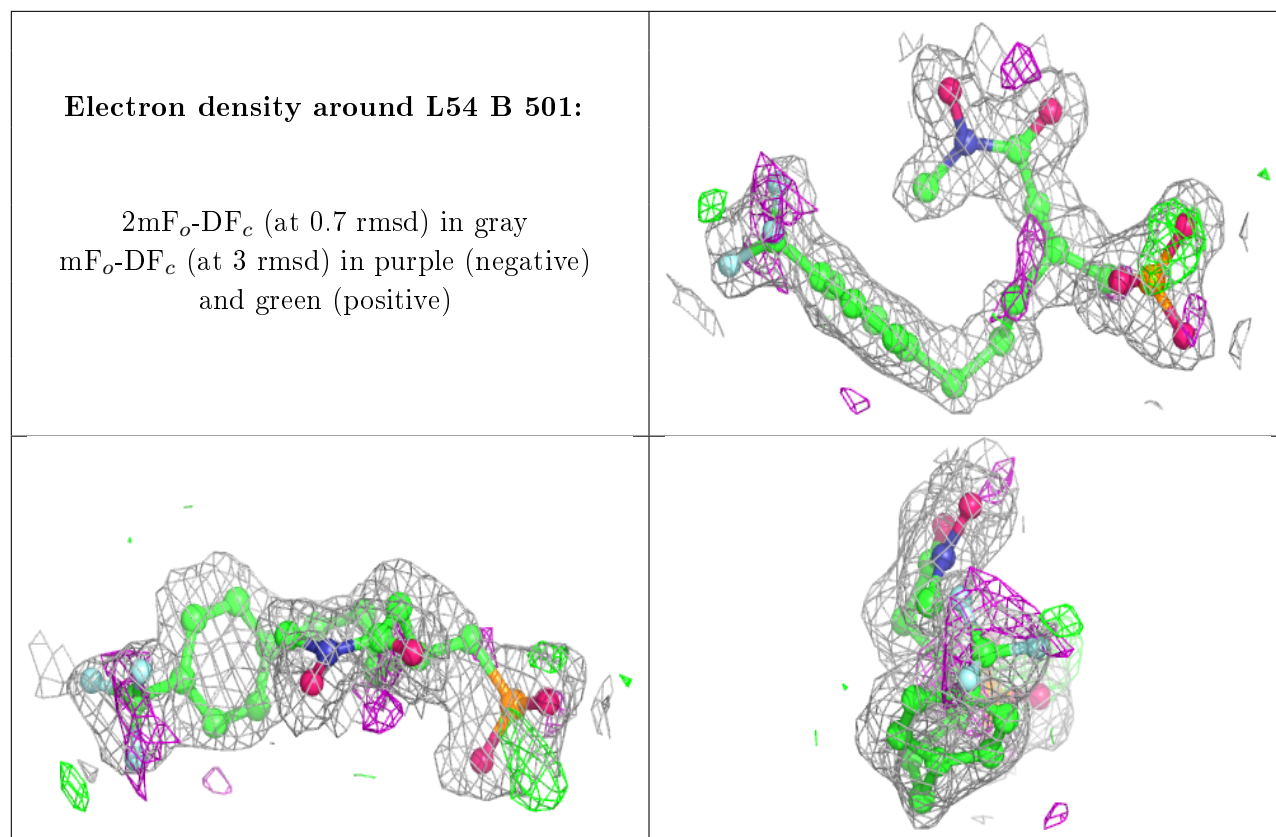 Electron density around L54 B 501:
2mFₒ-DF𝒸 (at 0.7 rmsd) in gray
mFₒ-DF𝒸 (at 3 rmsd) in purple (negative)
and green (positive)